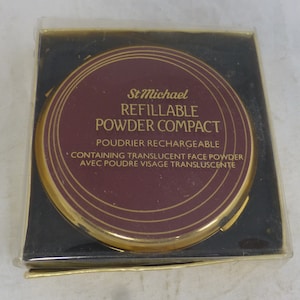 St Michael
REFILLABLE
POWDER COMPACT
POUDRIER RECHARGEABLE
CONTAINING TRANSLUCENT FACE POWDER
AVEC POUDRE VISAGE TRANSLUSCENTE